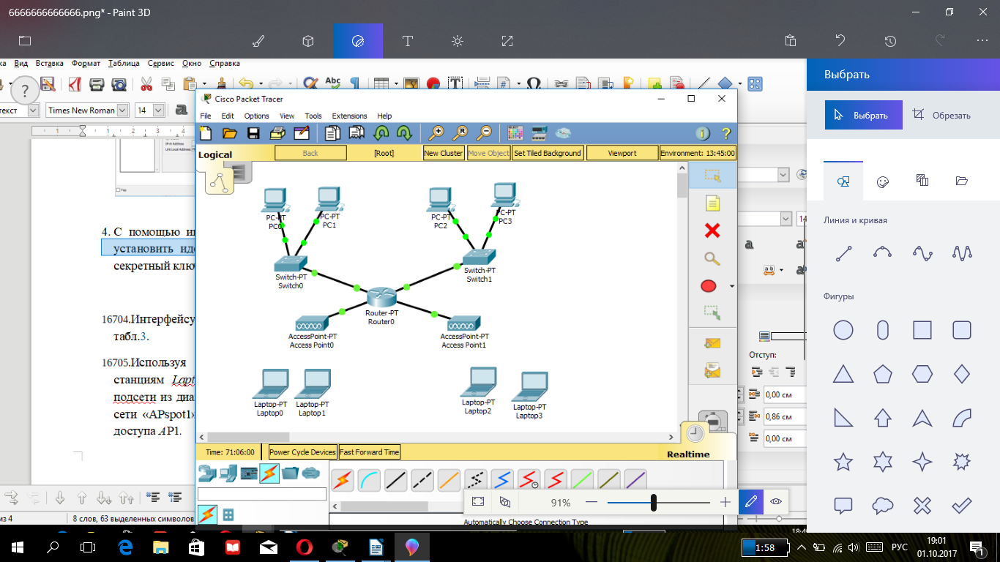 6666666666666.png* - Paint 3D
ка Вид Вставка Формат Таблица Сервис Окно Справка
Abc
?
текст Times New Roman 14 a
Cisco Packet Tracer
File Edit Options View Tools Extensions Help
Logical Back [Root] New Cluster Move Object Set Tiled Background Viewport Environment: 13:45:00
PC-PT
PC0
PC-PT
PC1
PC-PT
PC2
PC-PT
PC3
Switch-PT
Switch0
Switch-PT
Switch1
Router-PT
Router0
AccessPoint-PT
Access Point0
AccessPoint-PT
Access Point1
Laptop-PT
Laptop0
Laptop-PT
Laptop1
Laptop-PT
Laptop2
Laptop-PT
Laptop3
Time: 71:06:00 Power Cycle Devices Fast Forward Time Realtime
Automatically Choose Connection Type
4. С помощью
установить
секретный
16704.Интерфейсу
табл.3.
16705.Используя
станциям
подсети из
сети «APspot1»
доступа AP1.
из 4 8 слов, 63 выделенных символов
91%
14
Отступ:
0,00 см
0,86 см
0,00 см
Выбрать
Выбрать Обрезать
Линия и кривая
Фигуры
1:58 РУС 19:01
01.10.2017
1